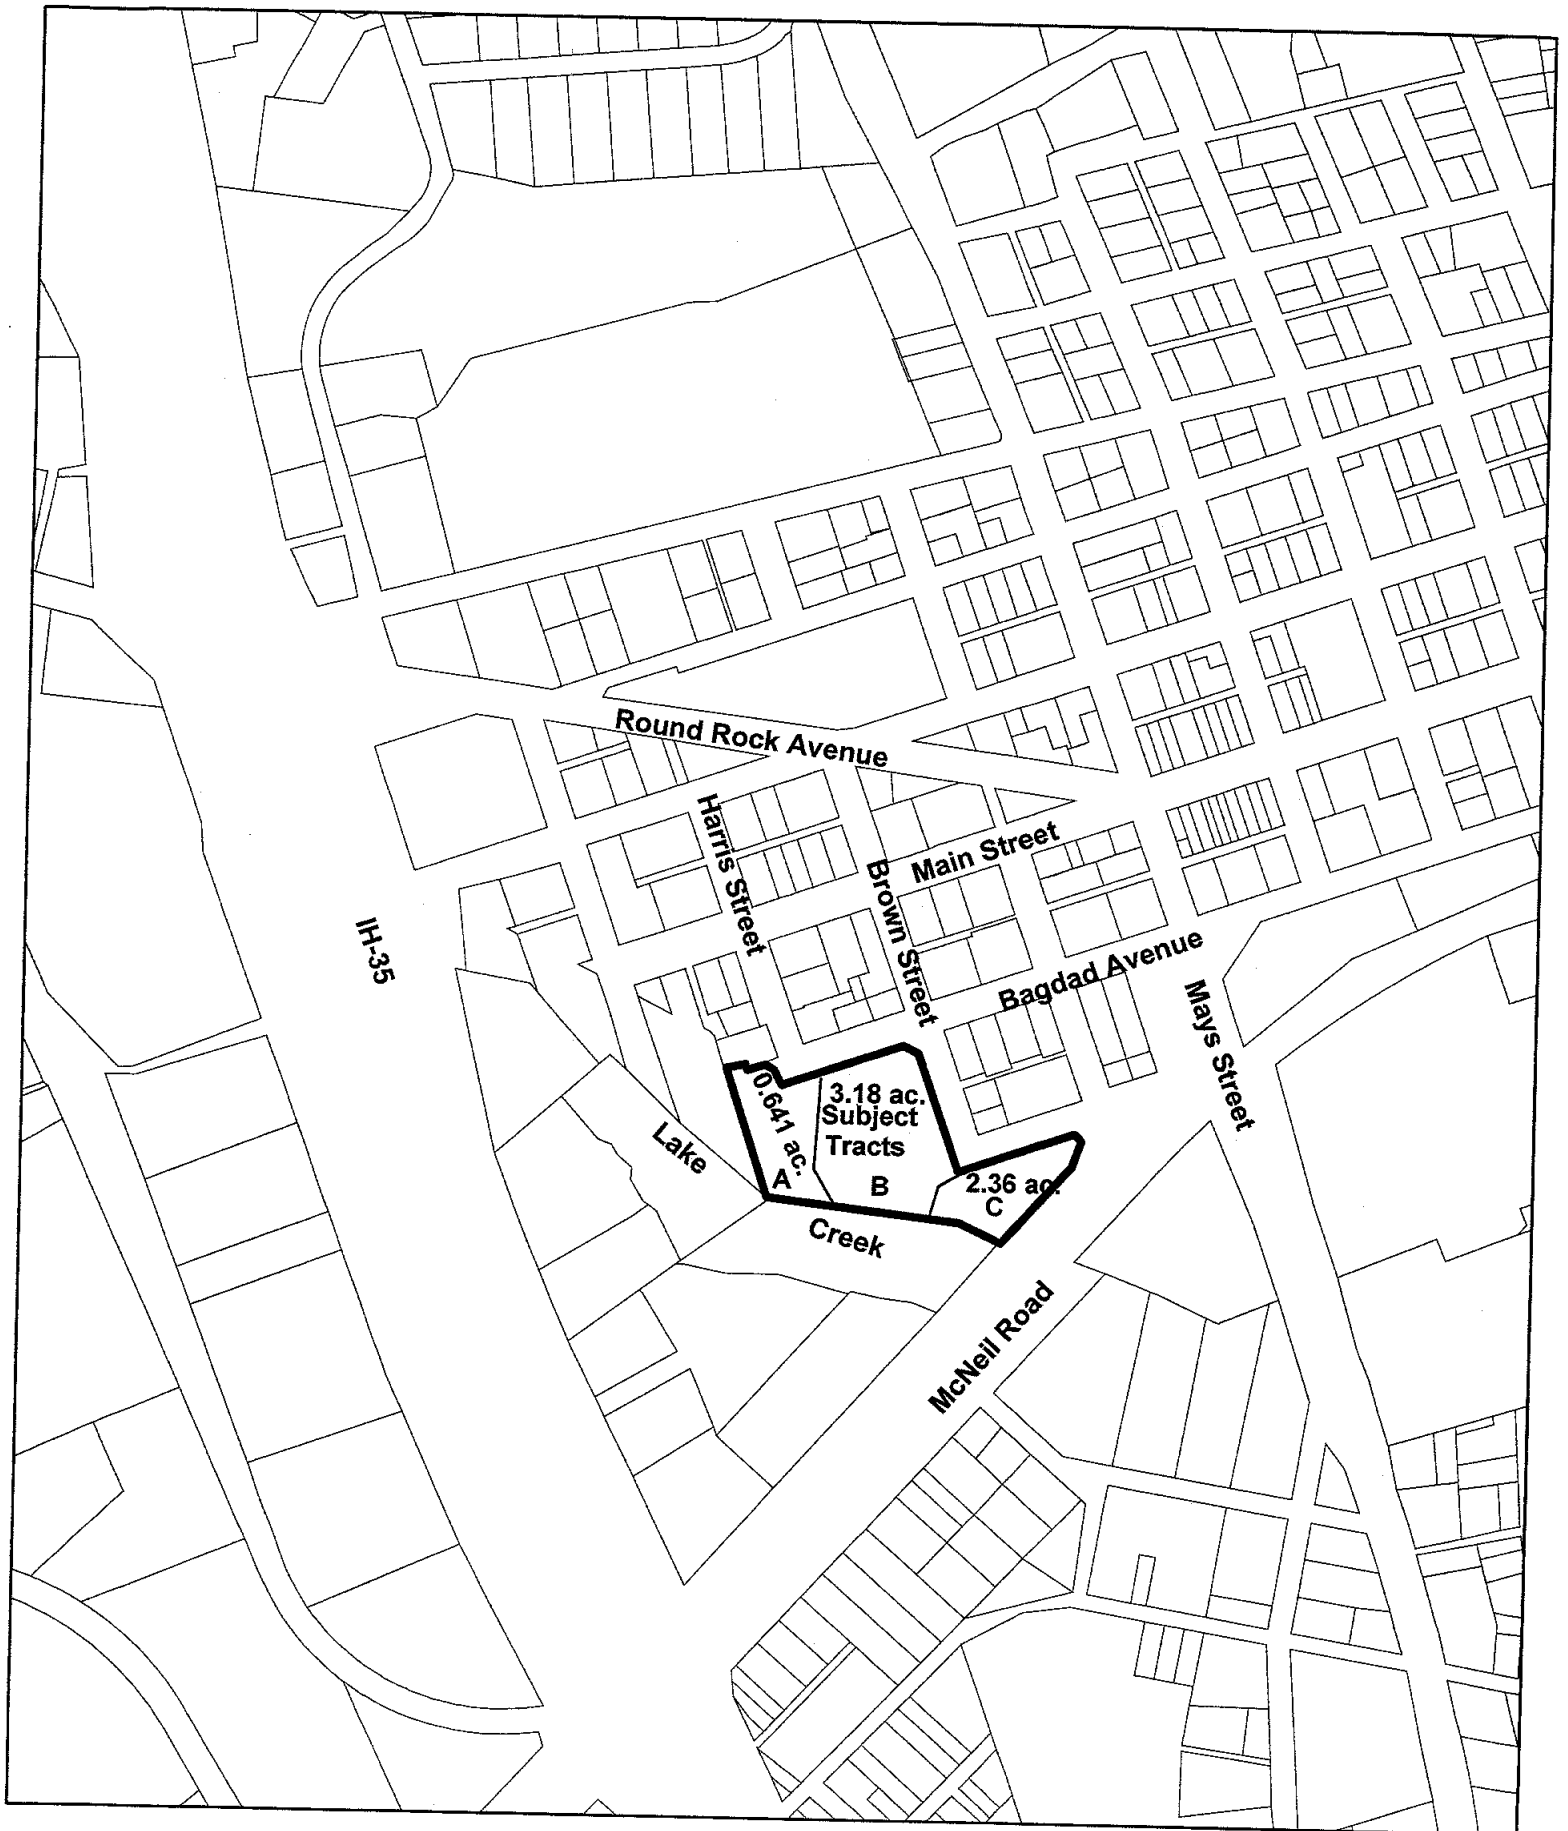 Round Rock Avenue
Harris Street
Main Street
Brown Street
IH-35
Bagdad Avenue
Mays Street
0.641 ac.
3.18 ac.
Subject
Tracts
Lake
A
B
2.36 ac.
C
Creek
McNeil Road